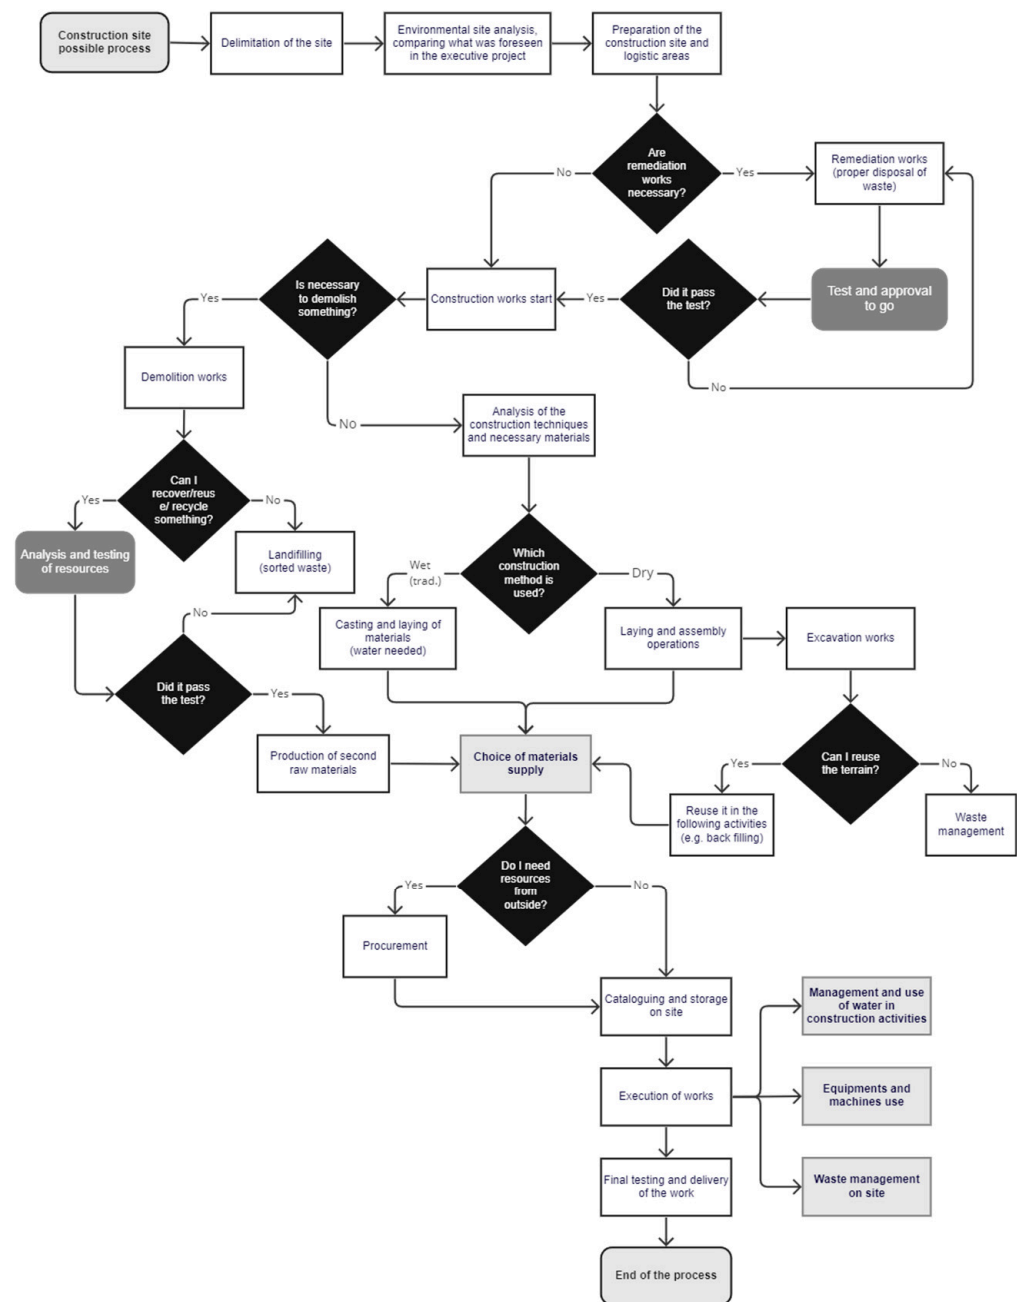 Construction site
possible process
Delimitation of the site
Environmental site analysis,
comparing what was foreseen
in the executive project
Preparation of the
construction site and
logistic areas
Are
remediation
works
necessary?
No
Yes
Remediation works
(proper disposal of
waste)
Is necessary
to demolish
something?
Yes
Construction works start
Yes
Did it pass
the test?
Test and approval
to go
No
Demolition works
No
Analysis of the
construction techniques
and necessary materials
Can I
recover/reus
e/ recycle
something?
Yes
No
Analysis and testing
of resources
Landfilling
(sorted waste)
Wet
(trad.)
Which
construction
method is
used?
Dry
No
Casting and laying of
materials
(water needed)
Laying and assembly
operations
Excavation works
Did it pass
the test?
Yes
Production of second
raw materials
Choice of materials
supply
Yes
Can I reuse
the terrain?
No
Reuse it in the
following activities
(e.g. back filling)
Waste
management
Do I need
resources
from
outside?
Yes
No
Procurement
Cataloguing and storage
on site
Management and use
of water in
construction activities
Execution of works
Equipments and
machines use
Final testing and delivery
of the work
Waste management
on site
End of the process